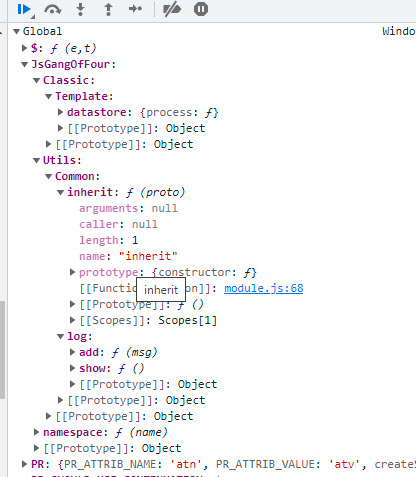 Global Windo
$: ƒ (e,t)
JsGangOfFour:
Classic:
Template:
datastore: {process: ƒ}
[[Prototype]]: Object
[[Prototype]]: Object
Utils:
Common:
inherit: ƒ (proto)
arguments: null
caller: null
length: 1
name: "inherit"
prototype: {constructor: ƒ}
[[Funct on]]: module.js:68
inherit
[[Prototype]]: ƒ ()
[[Scopes]]: Scopes[1]
log:
add: ƒ (msg)
show: ƒ ()
[[Prototype]]: Object
[[Prototype]]: Object
[[Prototype]]: Object
namespace: ƒ (name)
[[Prototype]]: Object
PR: {PR_ATTRIB_NAME: 'atn', PR_ATTRIB_VALUE: 'atv', createS